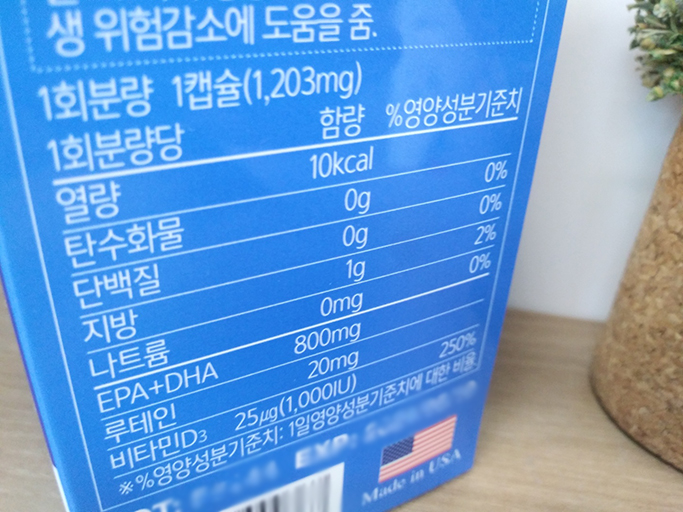 생 위험감소에 도움을 줌.
1회분량 1캡슐(1,203mg)
1회분량당 함량 %영양성분기준치
열량 10kcal
탄수화물 0g 0%
단백질 0g 0%
지방 1g 2%
나트륨 0mg 0%
EPA+DHA 800mg
루테인 20mg
비타민D3 25μg(1,000IU) 250%
※%영양성분기준치: 1일영양성분기준치에 대한 비율
EXP:
Made in USA